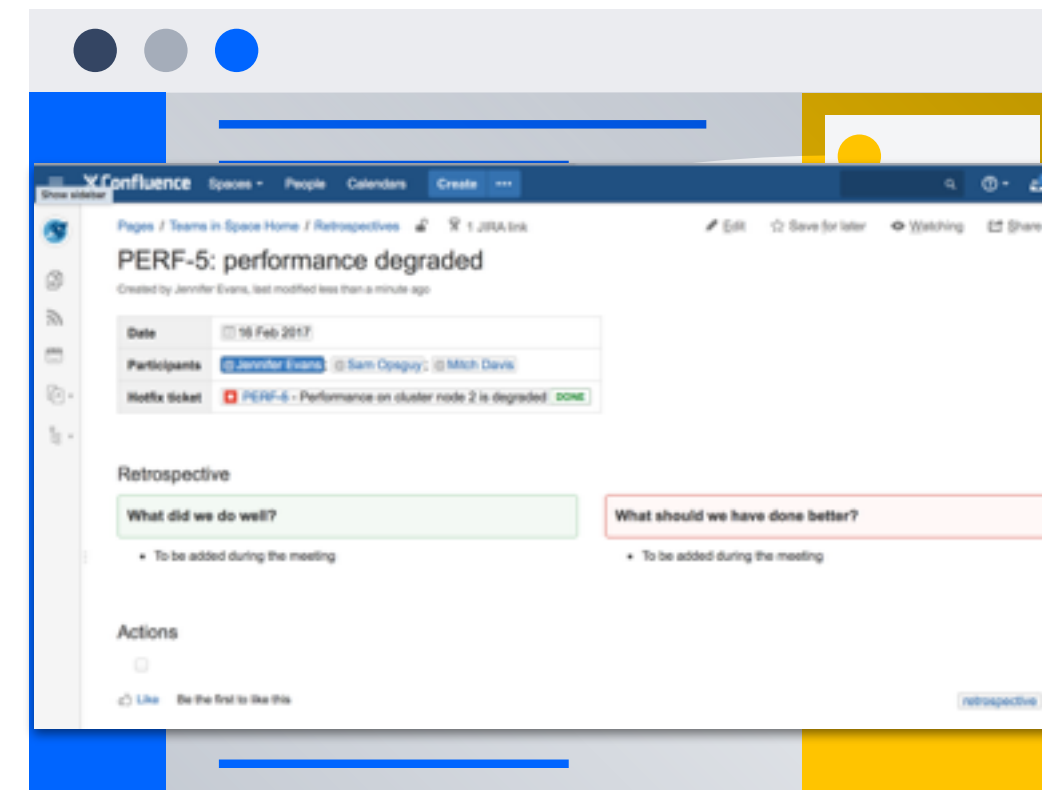 Confluence Spaces People Calendars Create
Show sidebar
Pages / Teams in Space Home / Retrospectives 1 JIRA link Edit Save for later Watching Share
PERF-5: performance degraded
Created by Jennifer Evans, last modified less than a minute ago
Date 16 Feb 2017
Participants @Jennifer Evans; @Sam Opsguy; @Mitch Davis
Hotfix ticket PERF-5 - Performance on cluster node 2 is degraded DONE
Retrospective
What did we do well? What should we have done better?
• To be added during the meeting • To be added during the meeting
Actions
Like Be the first to like this retrospective